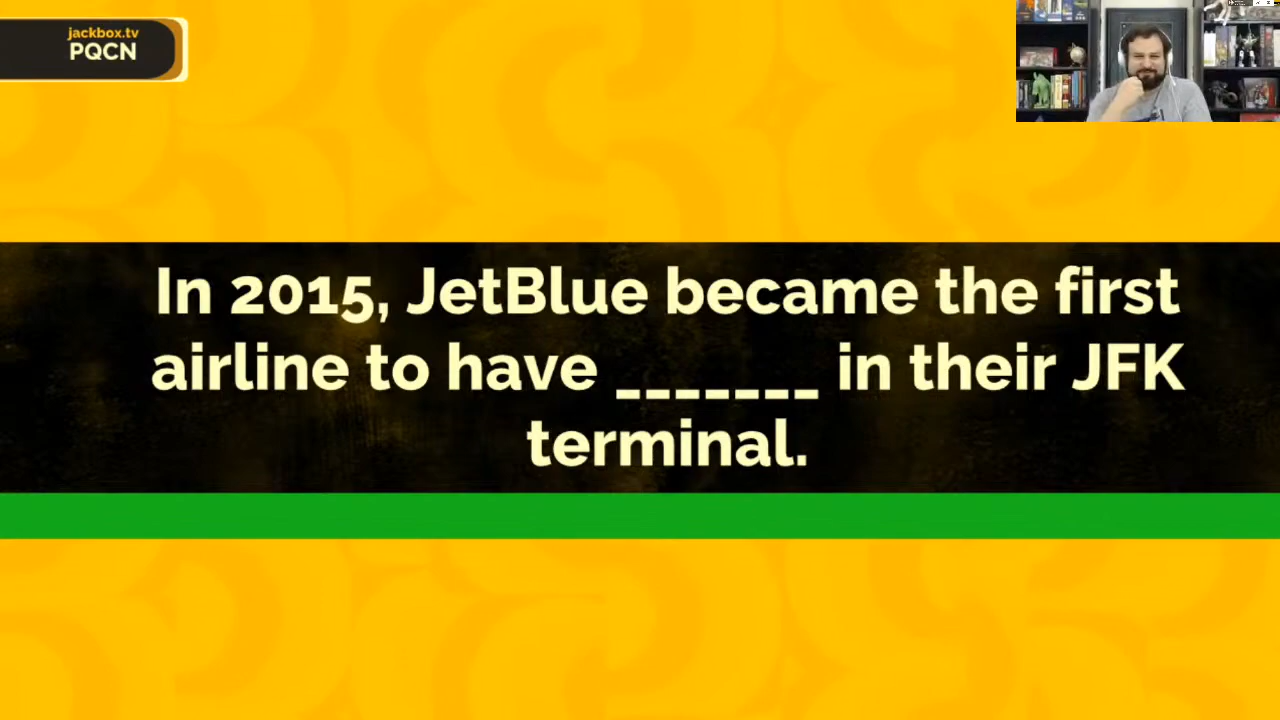 jackbox.tv
PQCN
In 2015, JetBlue became the first
airline to have _______ in their JFK
terminal.